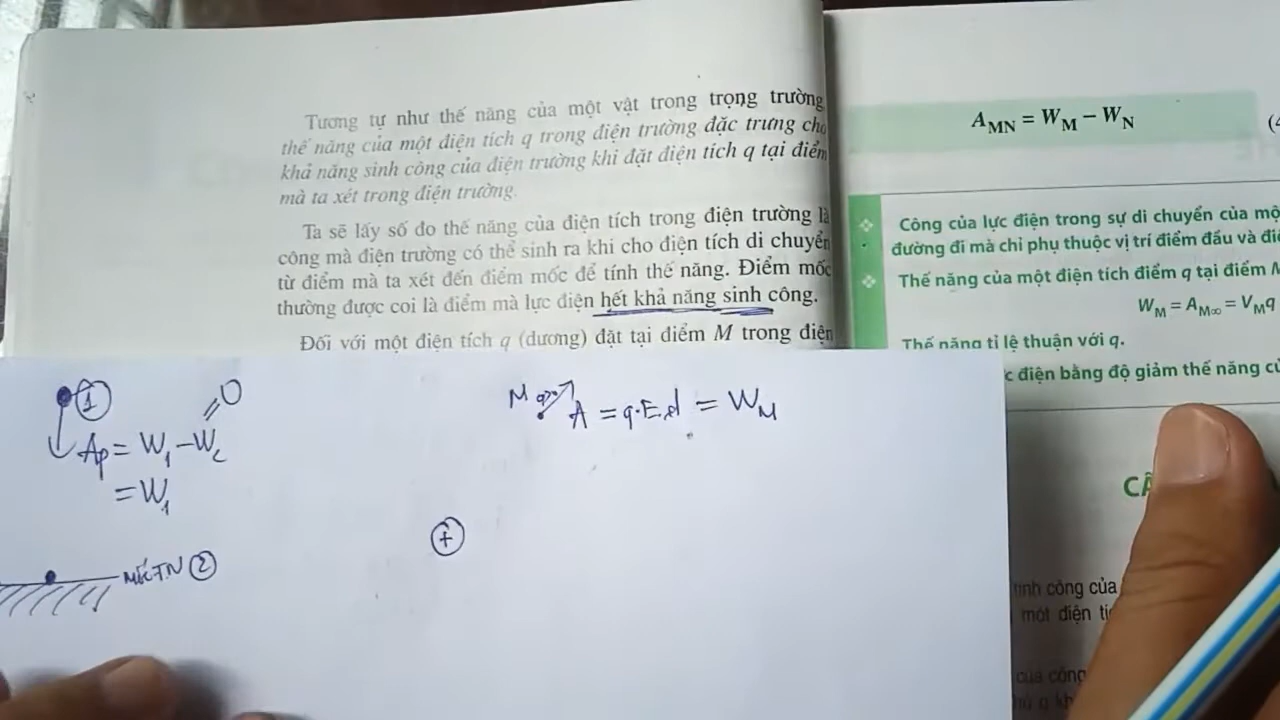 Tương tự như thế năng của một vật trong trọng trường
thế năng của một điện tích q trong điện trường đặc trưng cho
khả năng sinh công của điện trường khi đặt điện tích q tại điểm
mà ta xét trong điện trường.
Ta sẽ lấy số đo thế năng của điện tích trong điện trường là
công mà điện trường có thể sinh ra khi cho điện tích di chuyển
từ điểm mà ta xét đến điểm mốc để tính thế năng. Điểm mốc
thường được coi là điểm mà lực điện hết khả năng sinh công.
Đối với một điện tích q (dương) đặt tại điểm M trong điện
A_MN = W_M − W_N
(4
Công của lực điện trong sự di chuyển của mộ
đường đi mà chỉ phụ thuộc vị trí điểm đầu và điể
Thế năng của một điện tích điểm q tại điểm M
W_M = A_M∞ = V_M q
Thế năng tỉ lệ thuận với q.
c điện bằng độ giảm thế năng củ
CÂ
công của
một điện tí
của công
1
O
A_p = W_1 − W_2
= W_1
MỐC TN 2
M
A = q.E.d = W_M
+